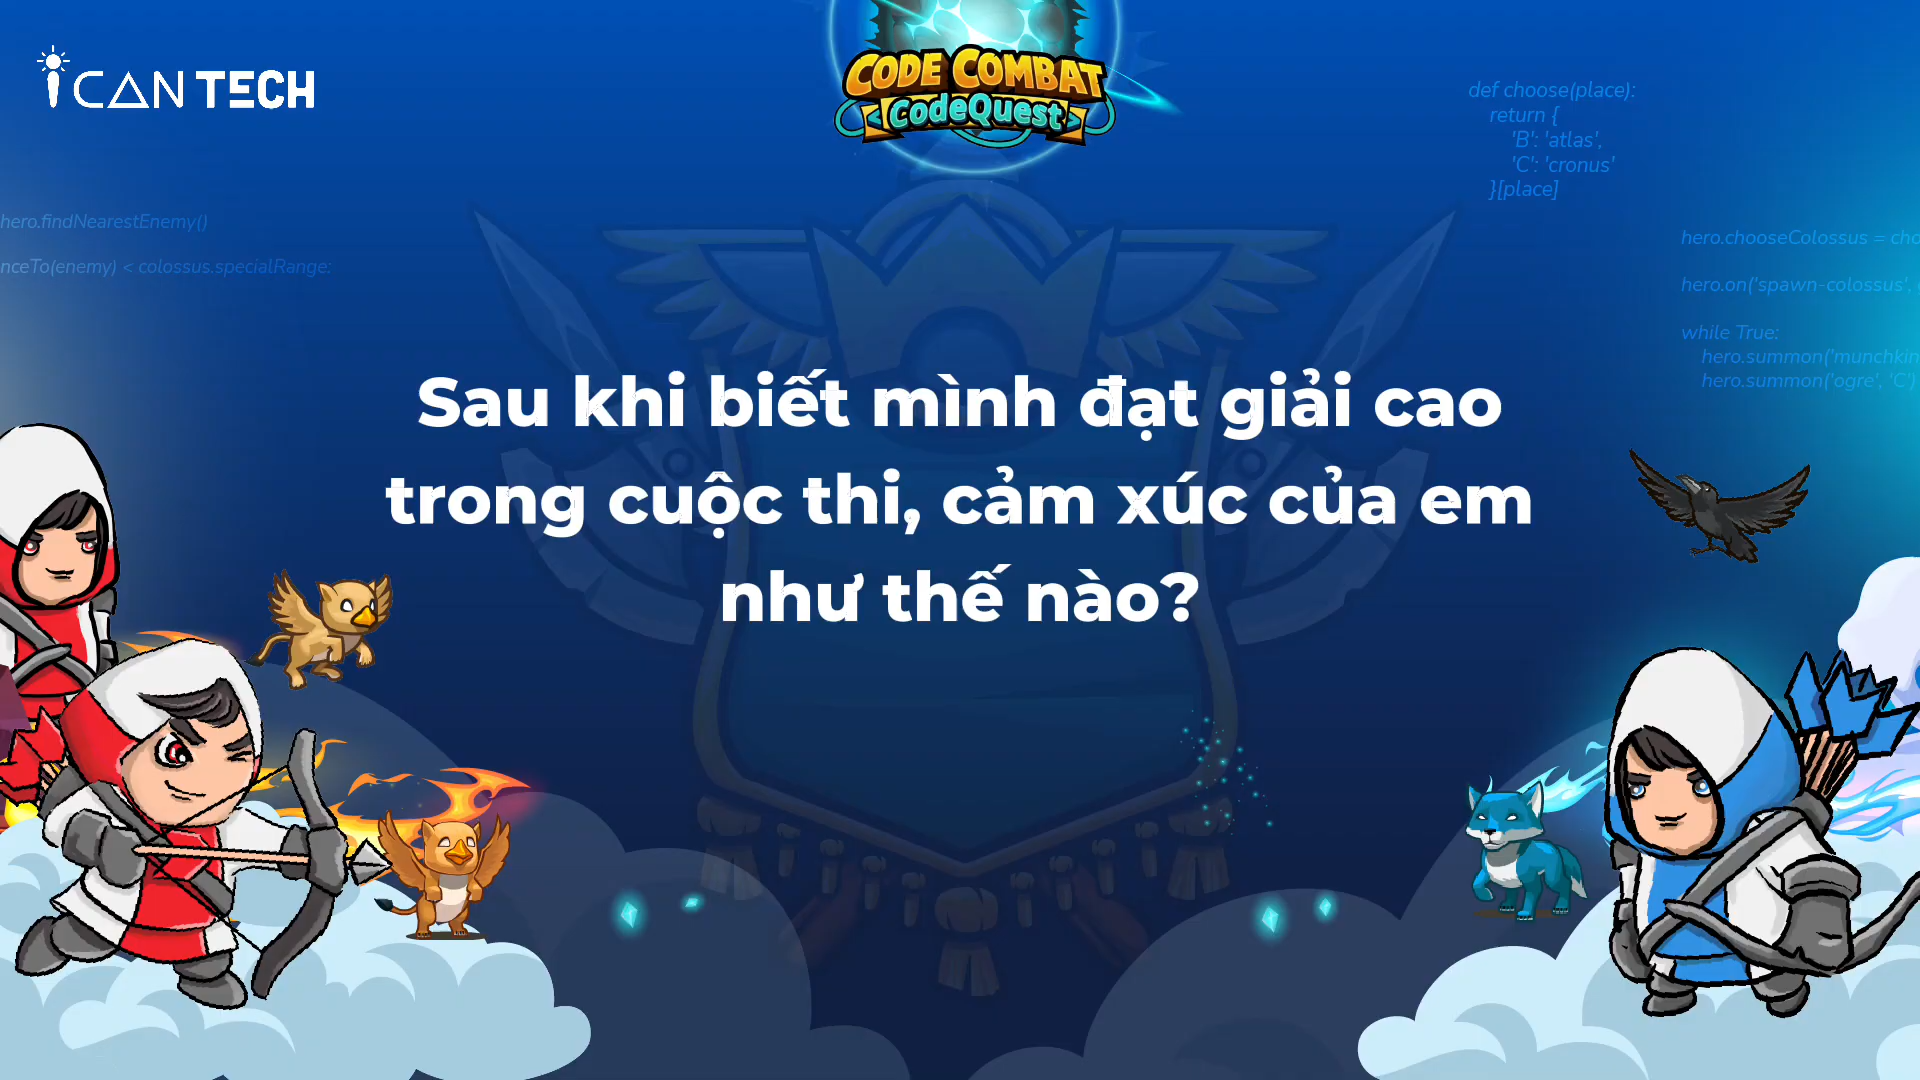 iCAN TECH
CODE COMBAT
<CodeQuest>
def choose(place):
return {
'B': 'atlas',
'C': 'cronus'
}[place]
hero.findNearestEnemy()
nceTo(enemy) < colossus.specialRange:
hero.chooseColossus = cho
hero.on('spawn-colossus',
while True:
hero.summon('munchkin
hero.summon('ogre', 'C')
Sau khi biết mình đạt giải cao
trong cuộc thi, cảm xúc của em
như thế nào?